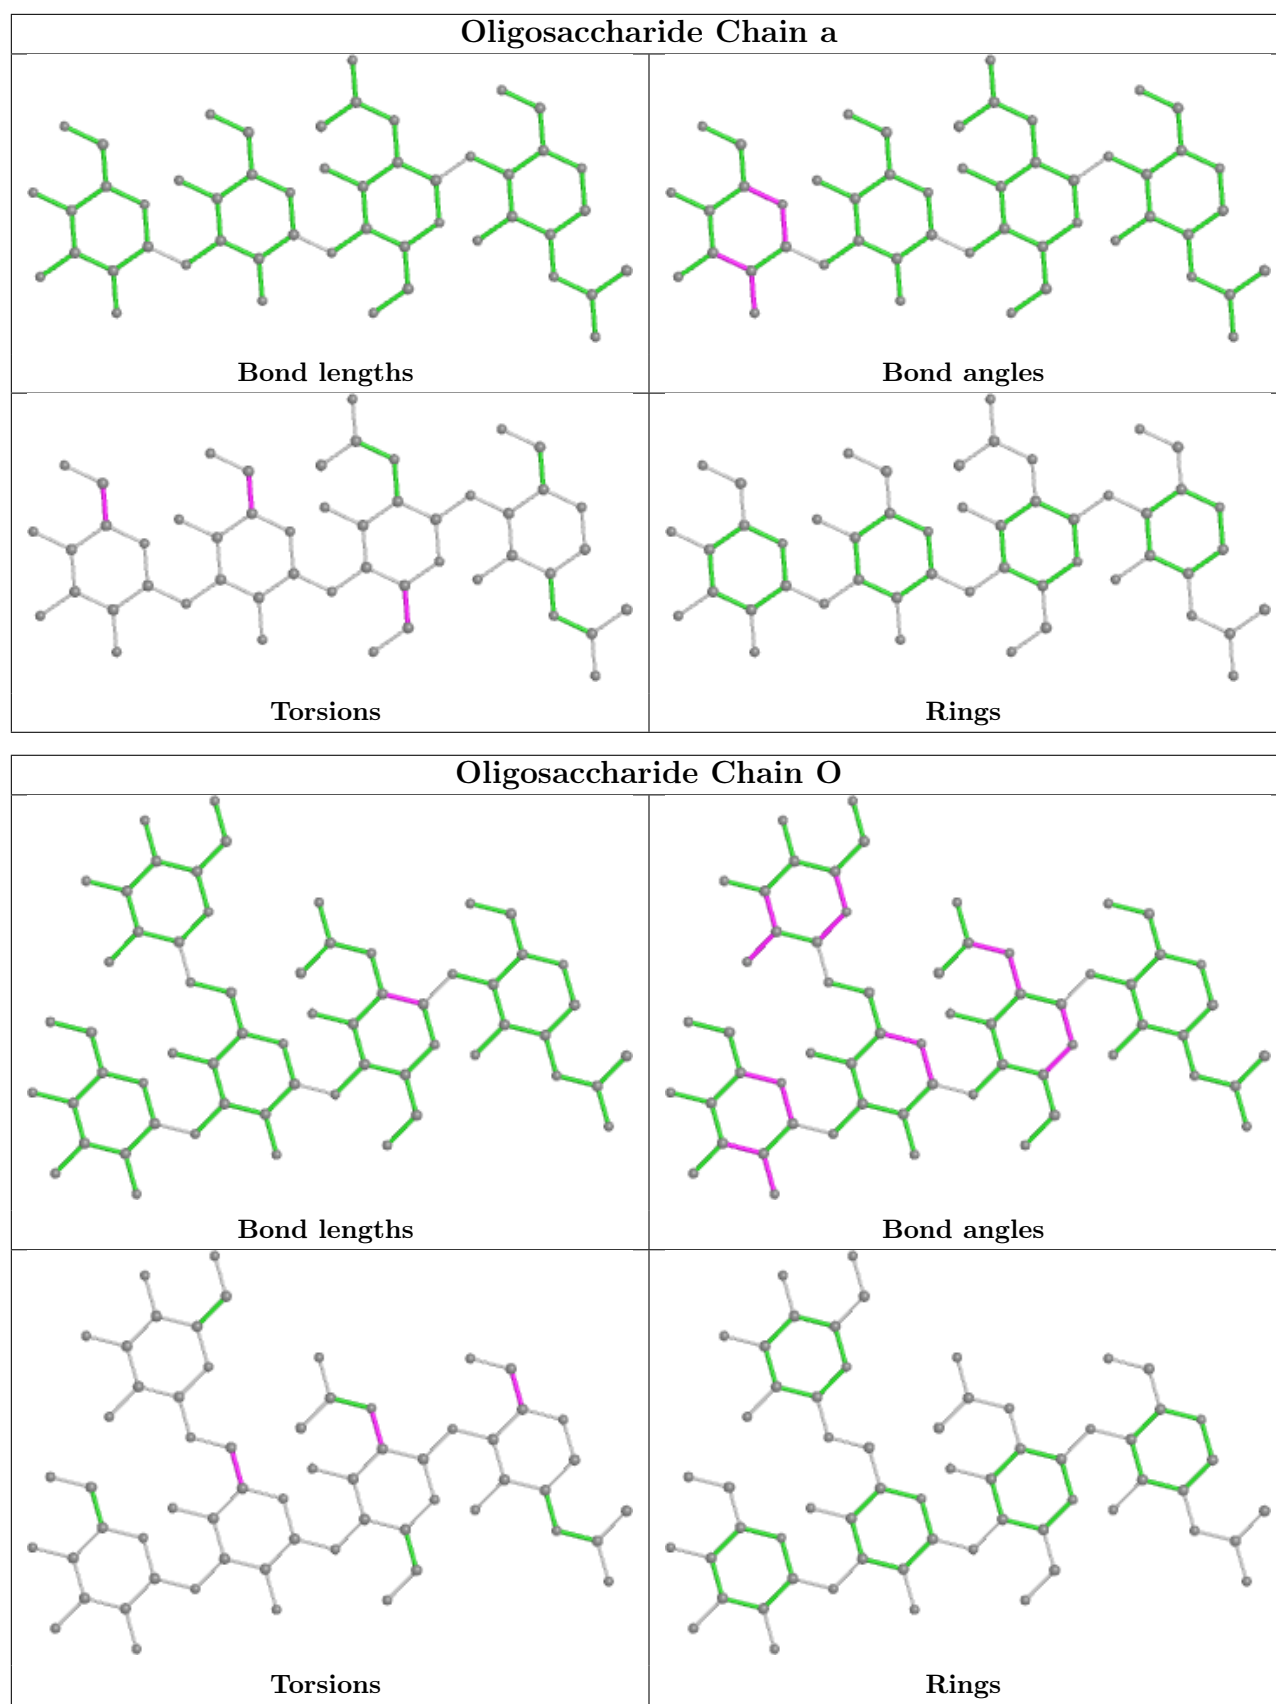 Oligosaccharide Chain a
Bond lengths
Bond angles
Torsions
Rings
Oligosaccharide Chain O
Bond lengths
Bond angles
Torsions
Rings